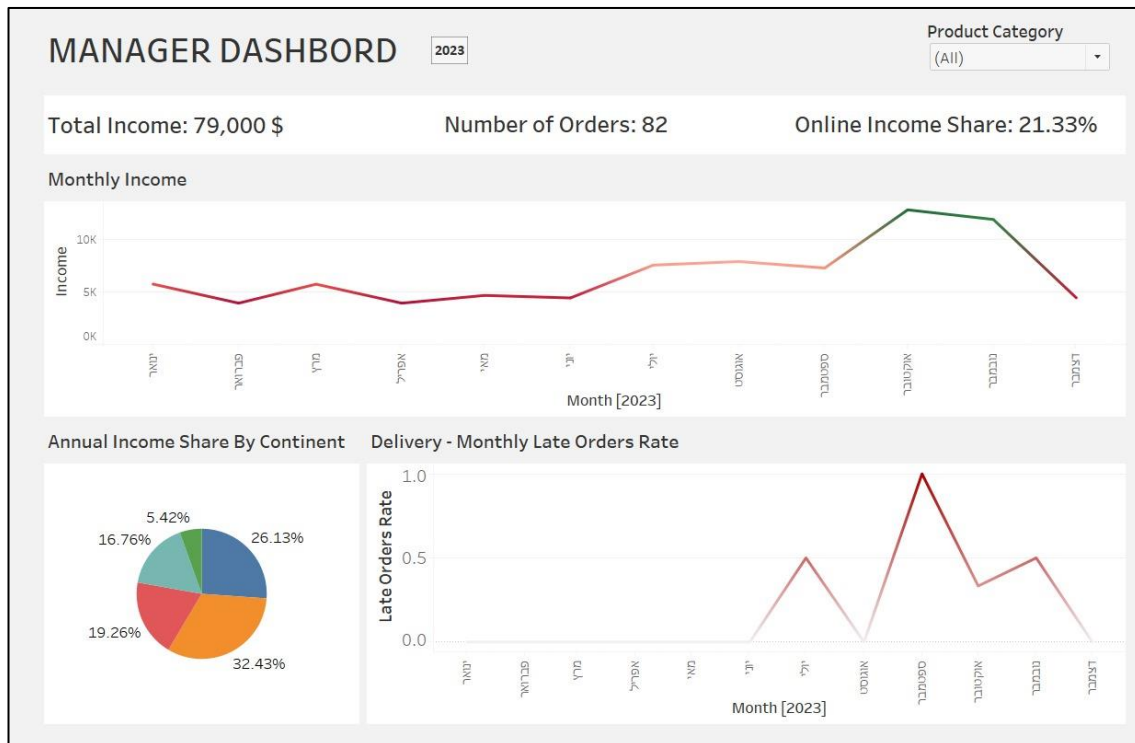 MANAGER DASHBORD
2023
Product Category
(All)
Total Income: 79,000 $
Number of Orders: 82
Online Income Share: 21.33%
Monthly Income
Income
10K
5K
0K
ינואר
פברואר
מרץ
אפריל
מאי
יוני
יולי
אוגוסט
ספטמבר
אוקטובר
נובמבר
דצמבר
Month [2023]
Annual Income Share By Continent
5.42%
26.13%
16.76%
19.26%
32.43%
Delivery - Monthly Late Orders Rate
Late Orders Rate
1.0
0.5
0.0
ינואר
פברואר
מרץ
אפריל
מאי
יוני
יולי
אוגוסט
ספטמבר
אוקטובר
נובמבר
דצמבר
Month [2023]